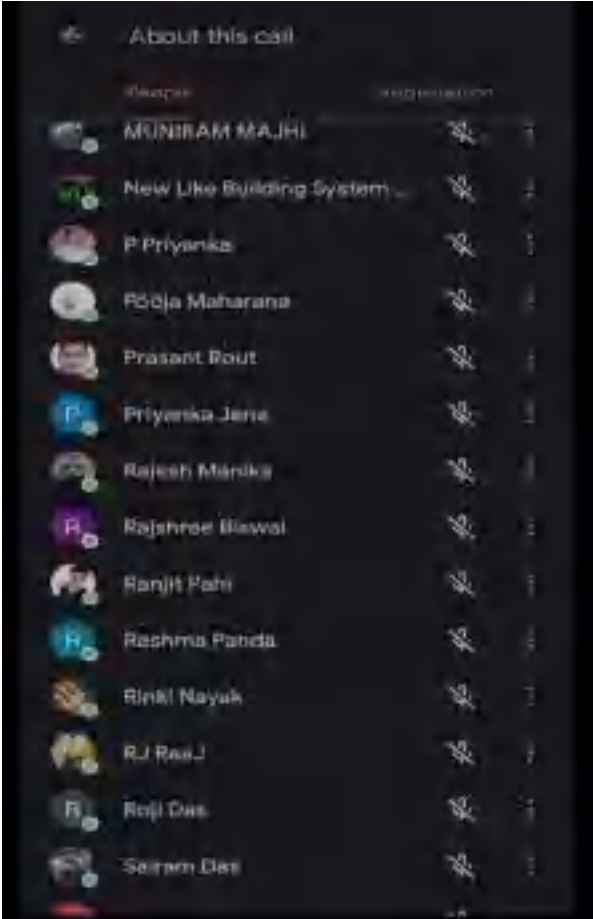 About this call
People
MUNIRAM MAJHI
New Like Building System ...
P Priyanka
Pooja Maharana
Prasant Rout
Priyanka Jena
Rajesh Manika
Rajshree Biswal
Ranjit Pahi
Reshma Panda
Rinki Nayak
RJ RaaJ
Roji Das
Sairam Das